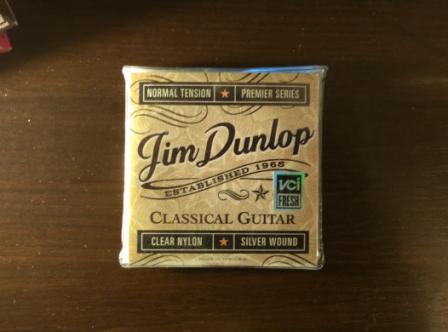 NORMAL TENSION ★ PREMIER SERIES
Jim Dunlop
ESTABLISHED 1965
VCI
FRESH
CLASSICAL GUITAR
CLEAR NYLON ★ SILVER WOUND